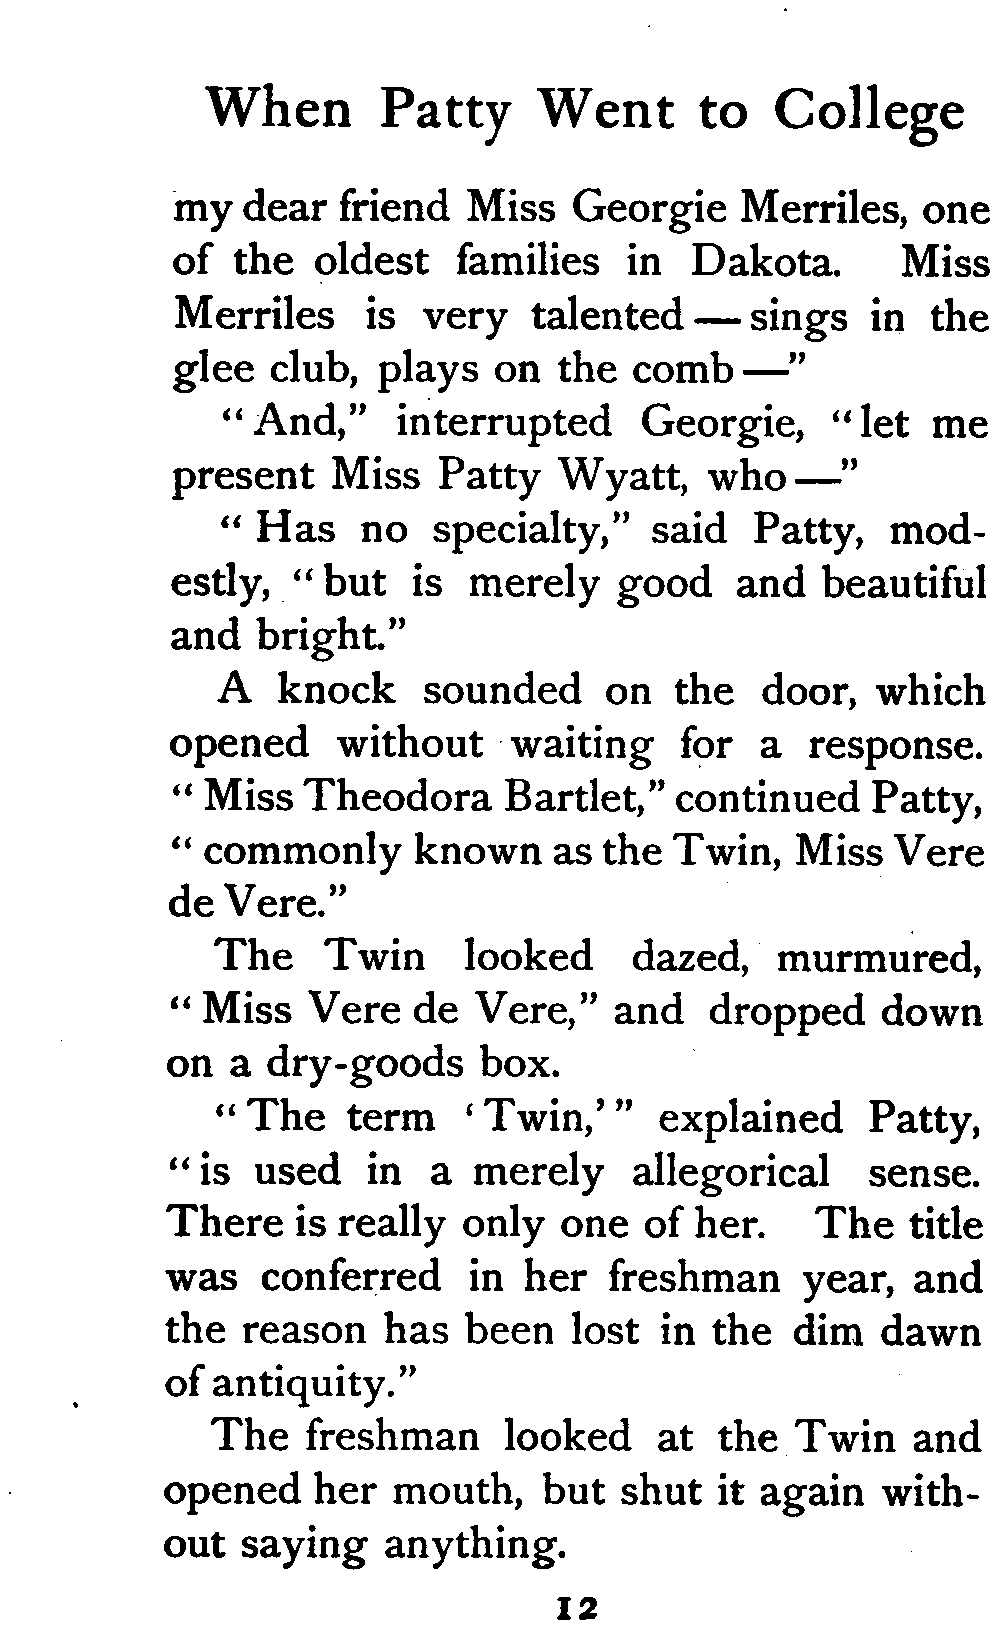 When Patty Went to College
my dear friend Miss Georgie Merriles, one
of the oldest families in Dakota. Miss
Merriles is very talented — sings in the
glee club, plays on the comb —”
“ And,” interrupted Georgie, “ let me
present Miss Patty Wyatt, who —”
“ Has no specialty,” said Patty, mod-
estly, “ but is merely good and beautiful
and bright.”
A knock sounded on the door, which
opened without waiting for a response.
“ Miss Theodora Bartlet,” continued Patty,
“ commonly known as the Twin, Miss Vere
de Vere.”
The Twin looked dazed, murmured,
“ Miss Vere de Vere,” and dropped down
on a dry-goods box.
“ The term ‘ Twin,’ ” explained Patty,
“ is used in a merely allegorical sense.
There is really only one of her. The title
was conferred in her freshman year, and
the reason has been lost in the dim dawn
of antiquity.”
The freshman looked at the Twin and
opened her mouth, but shut it again with-
out saying anything.
12